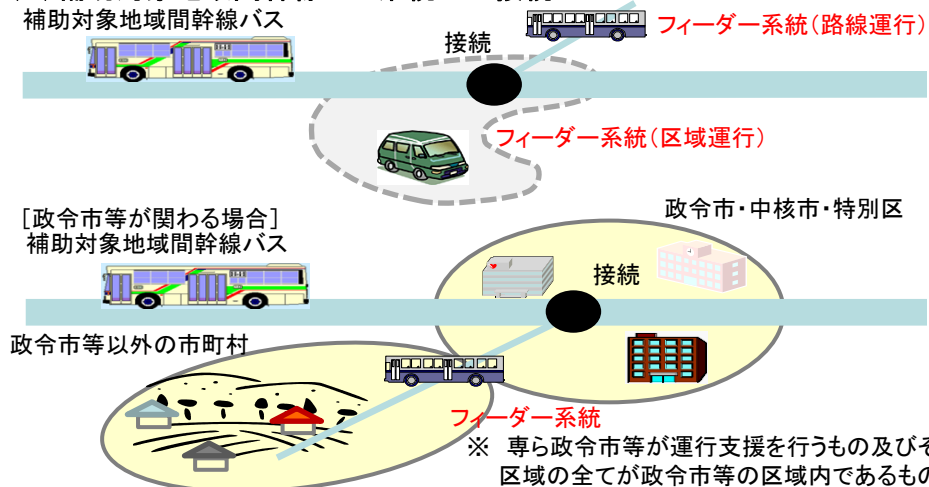 補助対象地域間幹線バス
接続
フィーダー系統(路線運行)
フィーダー系統(区域運行)
[政令市等が関わる場合]
補助対象地域間幹線バス
政令市・中核市・特別区
接続
政令市等以外の市町村
フィーダー系統
※ 専ら政令市等が運行支援を行うもの及びそ
区域の全てが政令市等の区域内であるもの